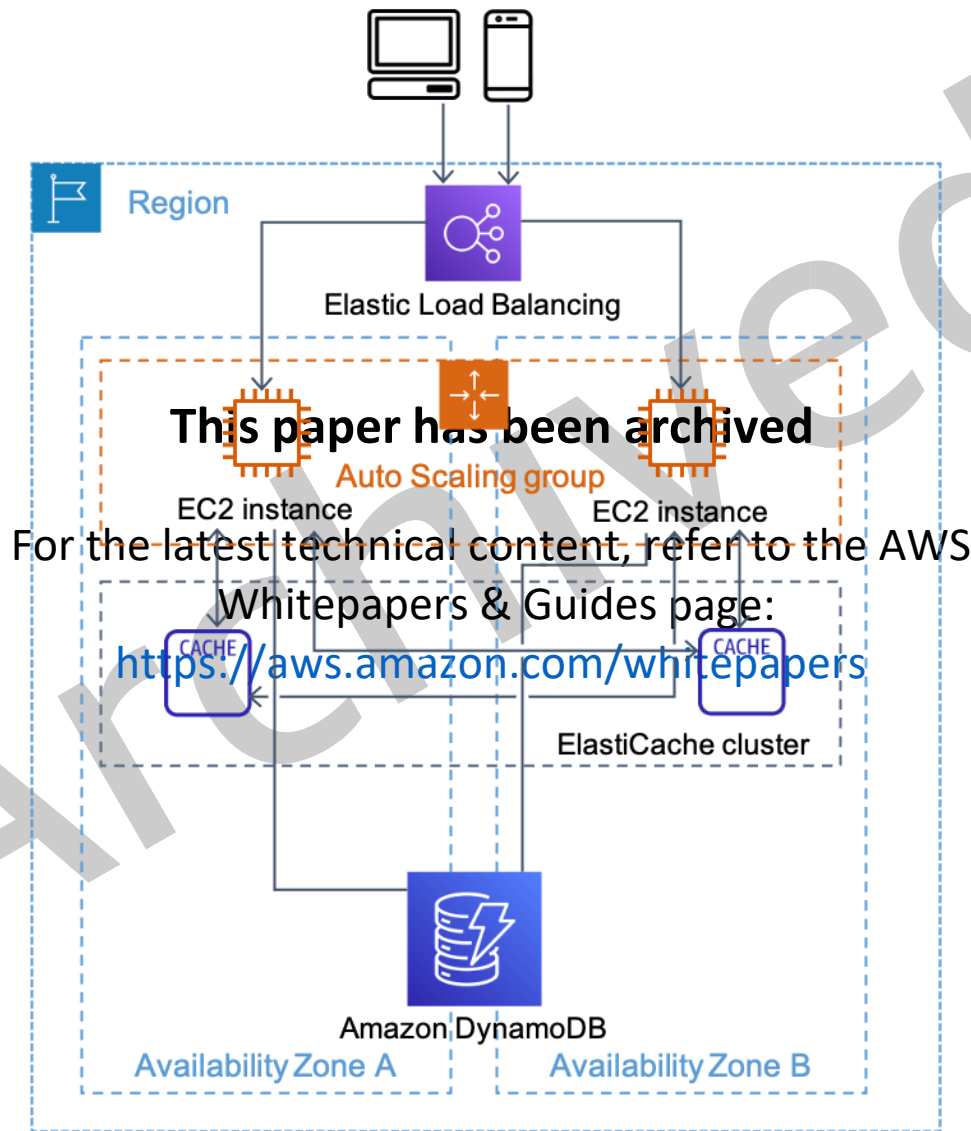 Region
Elastic Load Balancing
This paper has been archived
Auto Scaling group
EC2 instance
EC2 instance
For the latest technical content, refer to the AWS
Whitepapers & Guides page:
https://aws.amazon.com/whitepapers
CACHE
CACHE
ElastiCache cluster
Amazon DynamoDB
Availability Zone A
Availability Zone B
Archived